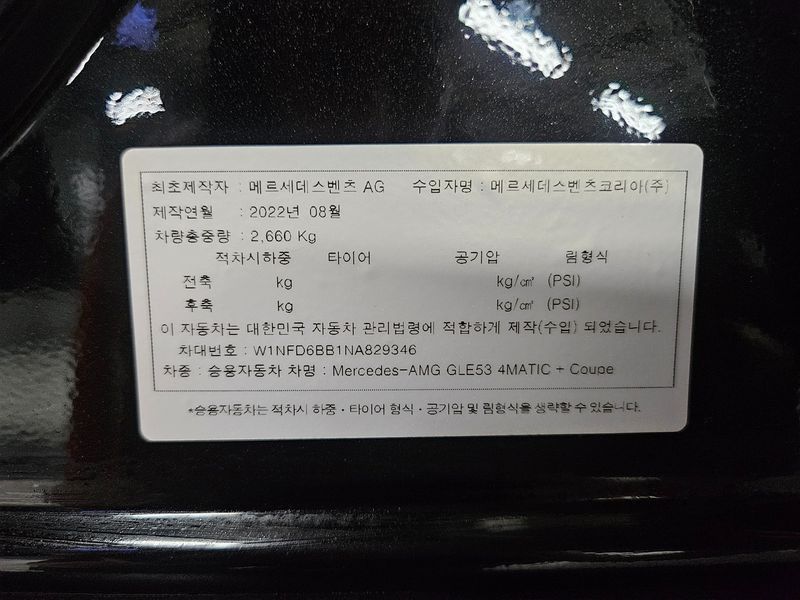 최초제작자 : 메르세데스벤츠 AG 수입자명 : 메르세데스벤츠코리아(주)
제작연월 : 2022년 08월
차량총중량 : 2,660 Kg
적차시하중 타이어 공기압 림형식
전축 kg kg/㎠ (PSI)
후축 kg kg/㎠ (PSI)
이 자동차는 대한민국 자동차 관리법령에 적합하게 제작(수입) 되었습니다.
차대번호 : W1NFD6BB1NA829346
차종 : 승용자동차 차명 : Mercedes-AMG GLE53 4MATIC + Coupe
*승용자동차는 적차시 하중·타이어 형식·공기압 및 림형식을 생략할 수 있습니다.